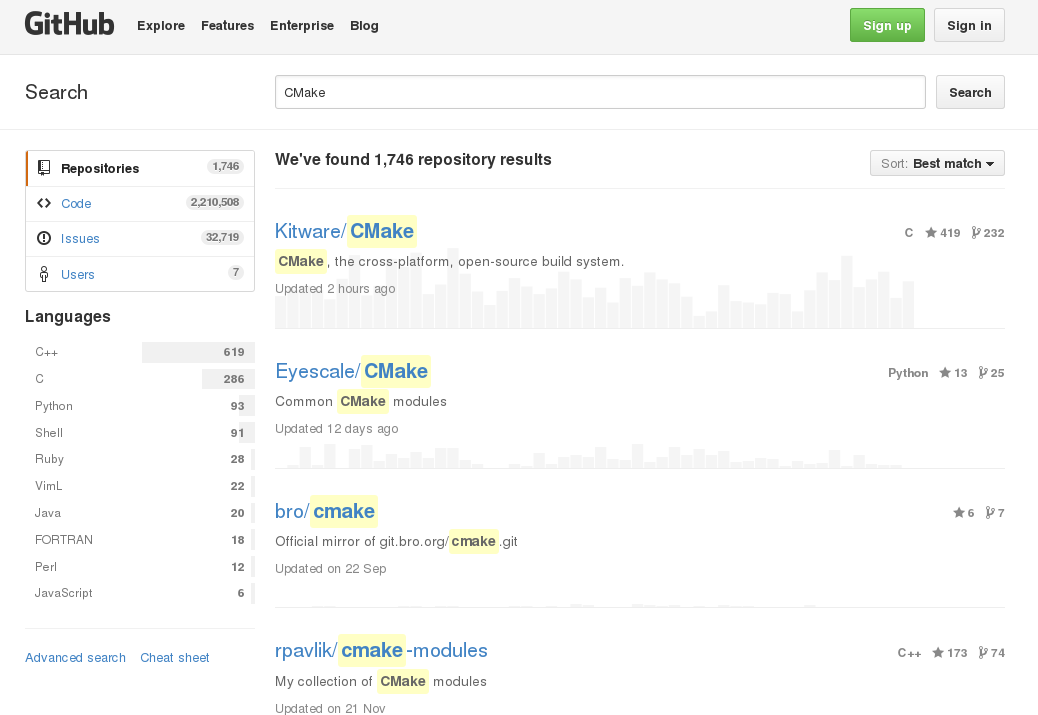 GitHub Explore Features Enterprise Blog Sign up Sign in
Search CMake Search
Repositories 1,746
Code 2,210,508
Issues 32,719
Users 7
Languages
C++ 619
C 286
Python 93
Shell 91
Ruby 28
VimL 22
Java 20
FORTRAN 18
Perl 12
JavaScript 6
Advanced search Cheat sheet
We've found 1,746 repository results Sort: Best match
Kitware/CMake C 419 232
CMake, the cross-platform, open-source build system.
Updated 2 hours ago
Eyescale/CMake Python 13 25
Common CMake modules
Updated 12 days ago
bro/cmake 6 7
Official mirror of git.bro.org/cmake.git
Updated on 22 Sep
rpavlik/cmake-modules C++ 173 74
My collection of CMake modules
Updated on 21 Nov